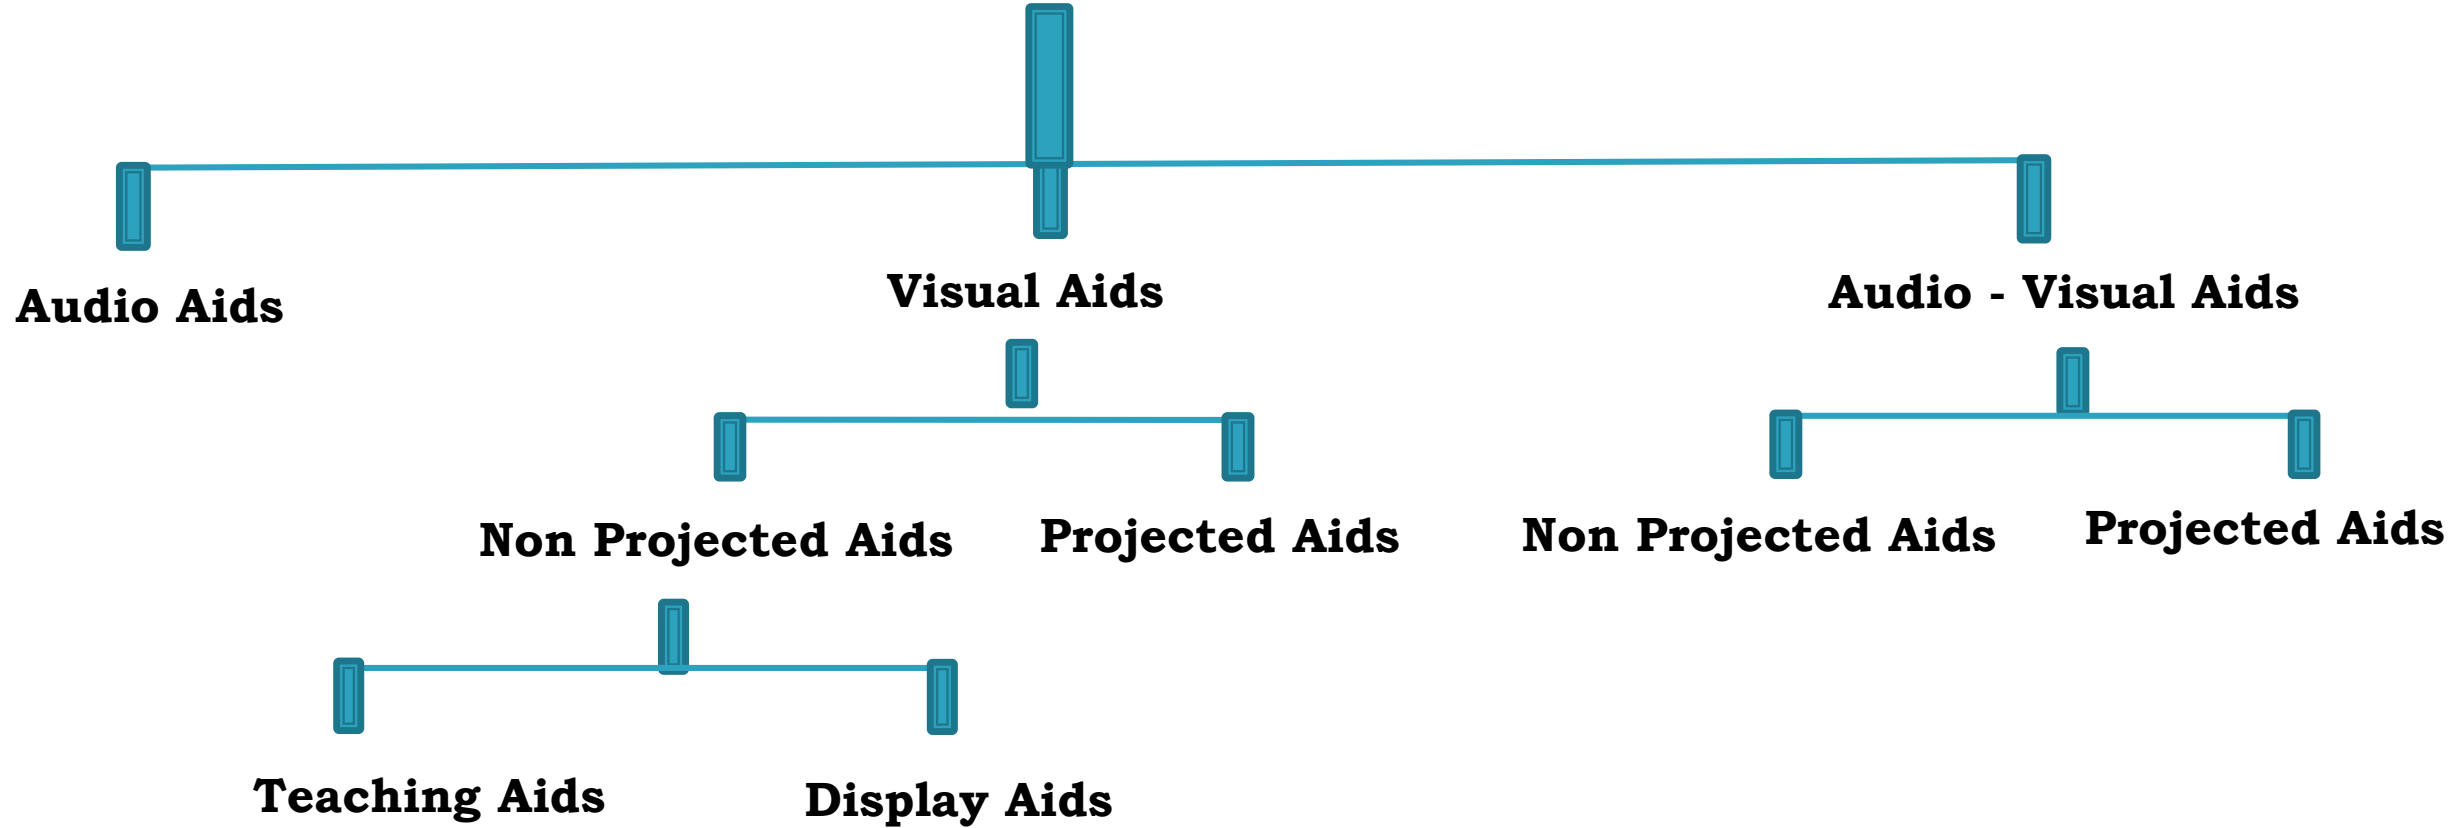 Audio Aids
Visual Aids
Audio - Visual Aids
Non Projected Aids
Projected Aids
Non Projected Aids
Projected Aids
Teaching Aids
Display Aids